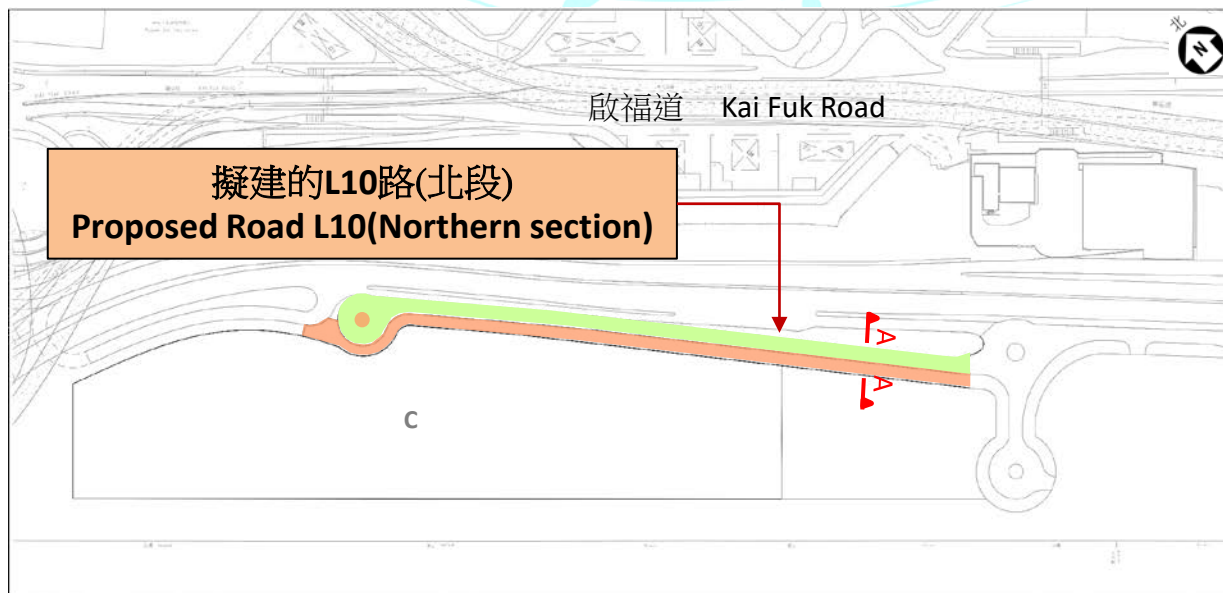 北
N
啟福道 Kai Fuk Road
擬建的L10路(北段)
Proposed Road L10(Northern section)
A
A
C